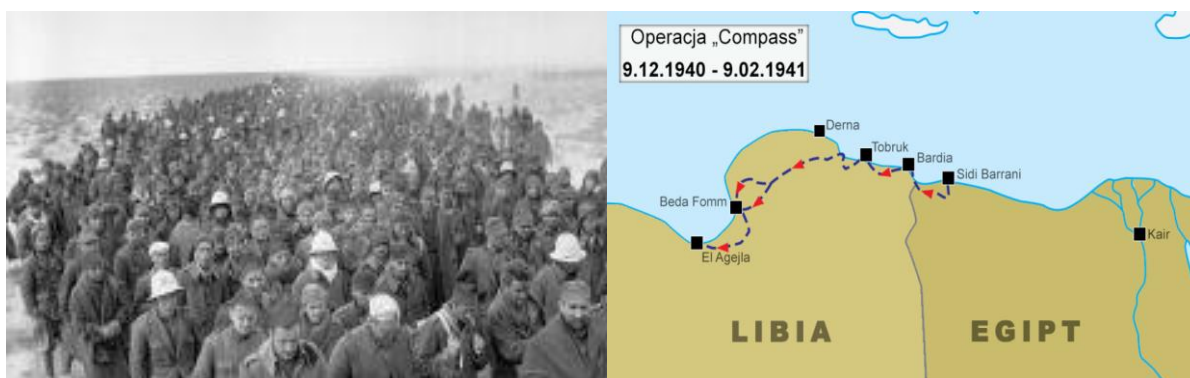 Operacja „Compass”
9.12.1940 - 9.02.1941
Derna
Tobruk
Bardia
Sidi Barrani
Beda Fomm
Kair
El Agejla
LIBIA
EGIPT